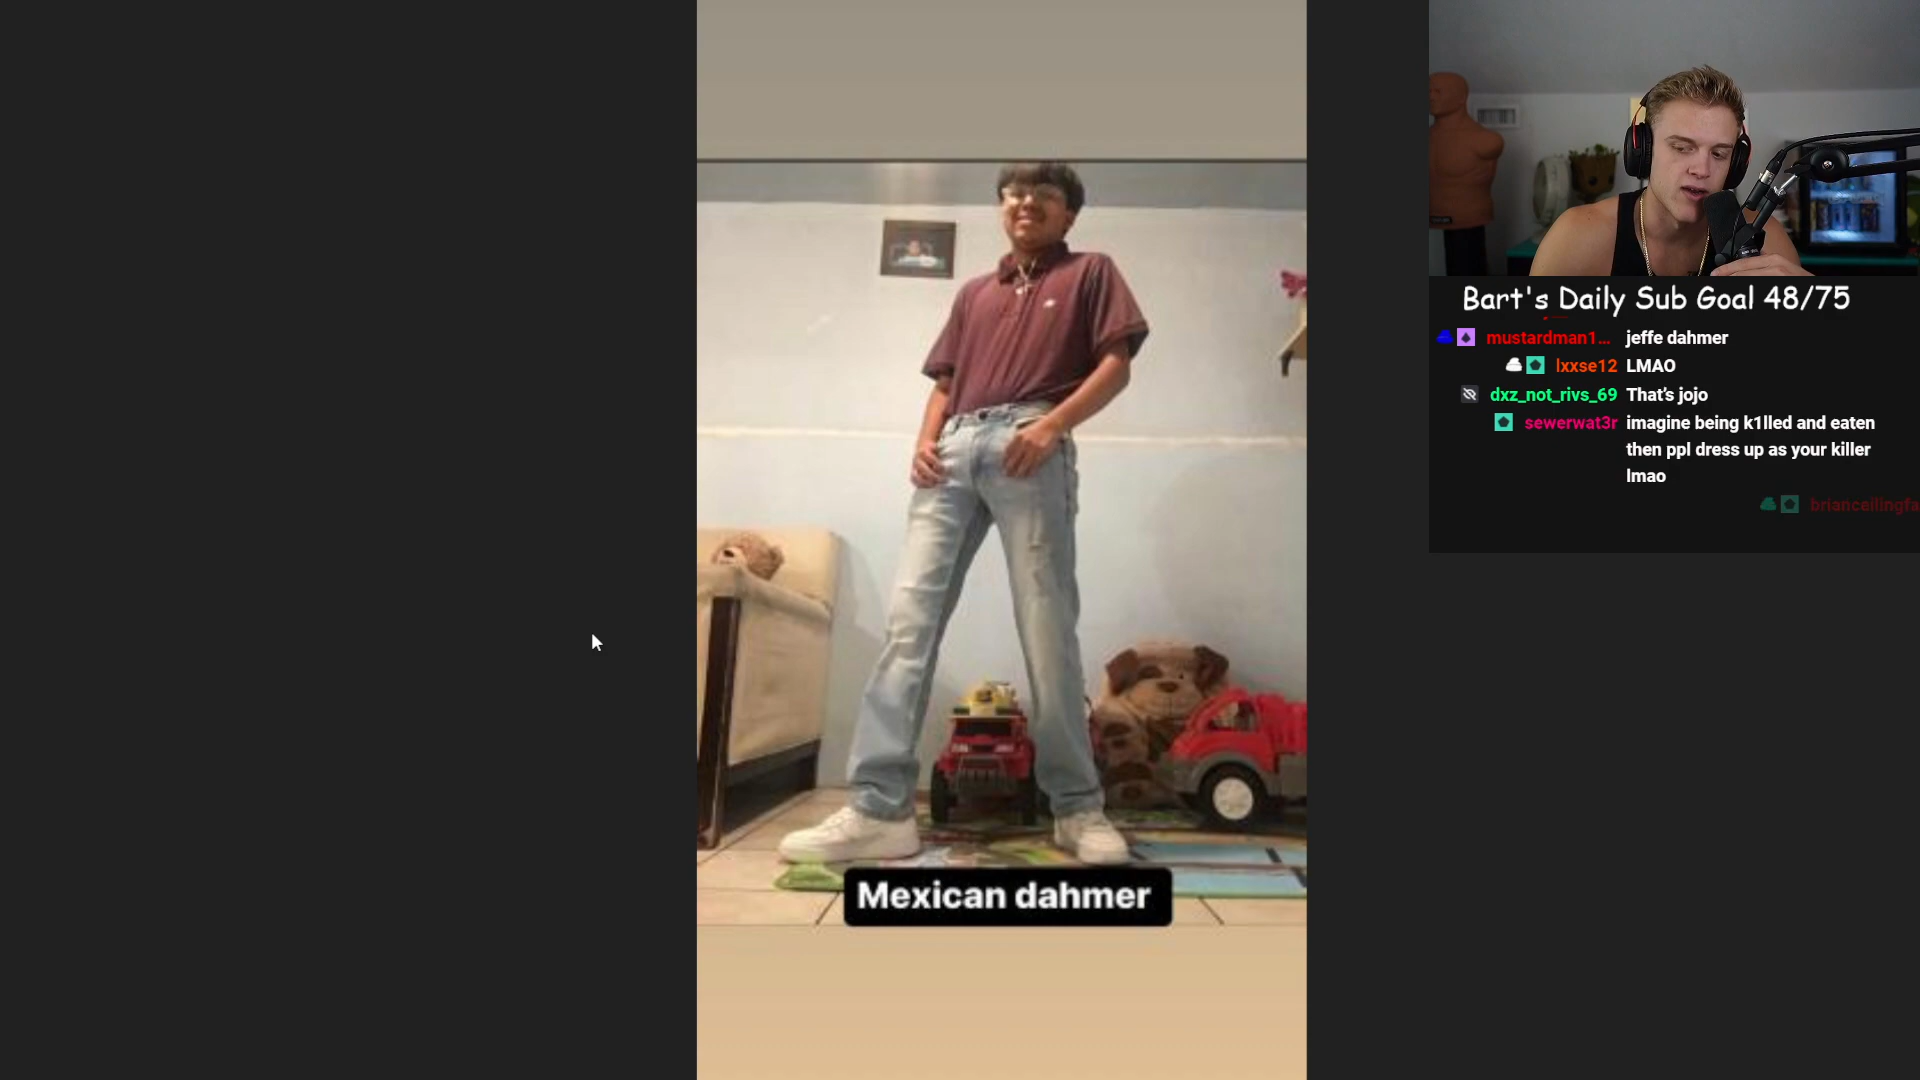 Mexican dahmer
Bart's Daily Sub Goal 48/75
mustardman1... jeffe dahmer
lxxse12 LMAO
dxz_not_rivs_69 That's jojo
sewerwat3r imagine being k1lled and eaten
then ppl dress up as your killer
lmao
brianceilingfa